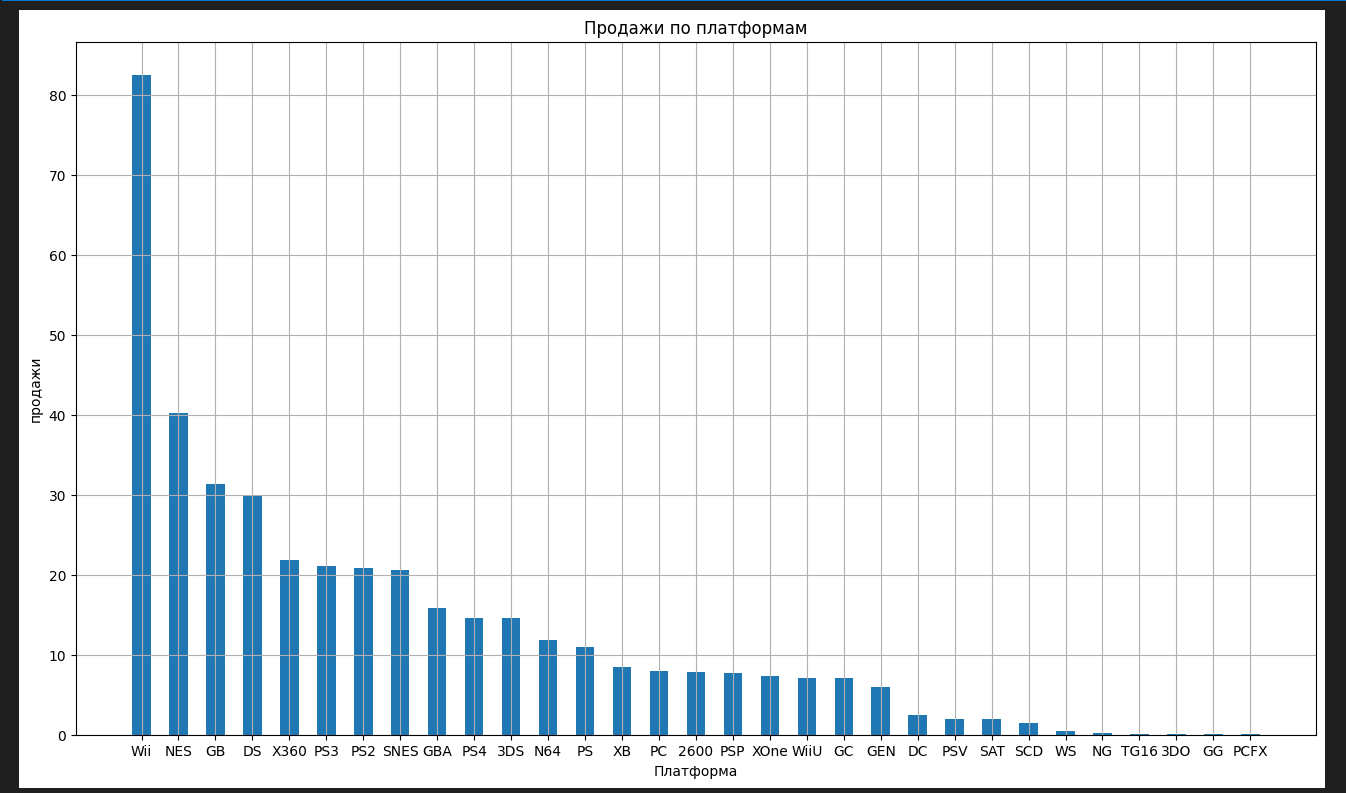 Продажи по платформам
продажи
80
70
60
50
40
30
20
10
0
Wii NES GB DS X360 PS3 PS2 SNES GBA PS4 3DS N64 PS XB PC 2600 PSP XOne WiiU GC GEN DC PSV SAT SCD WS NG TG16 3DO GG PCFX
Платформа